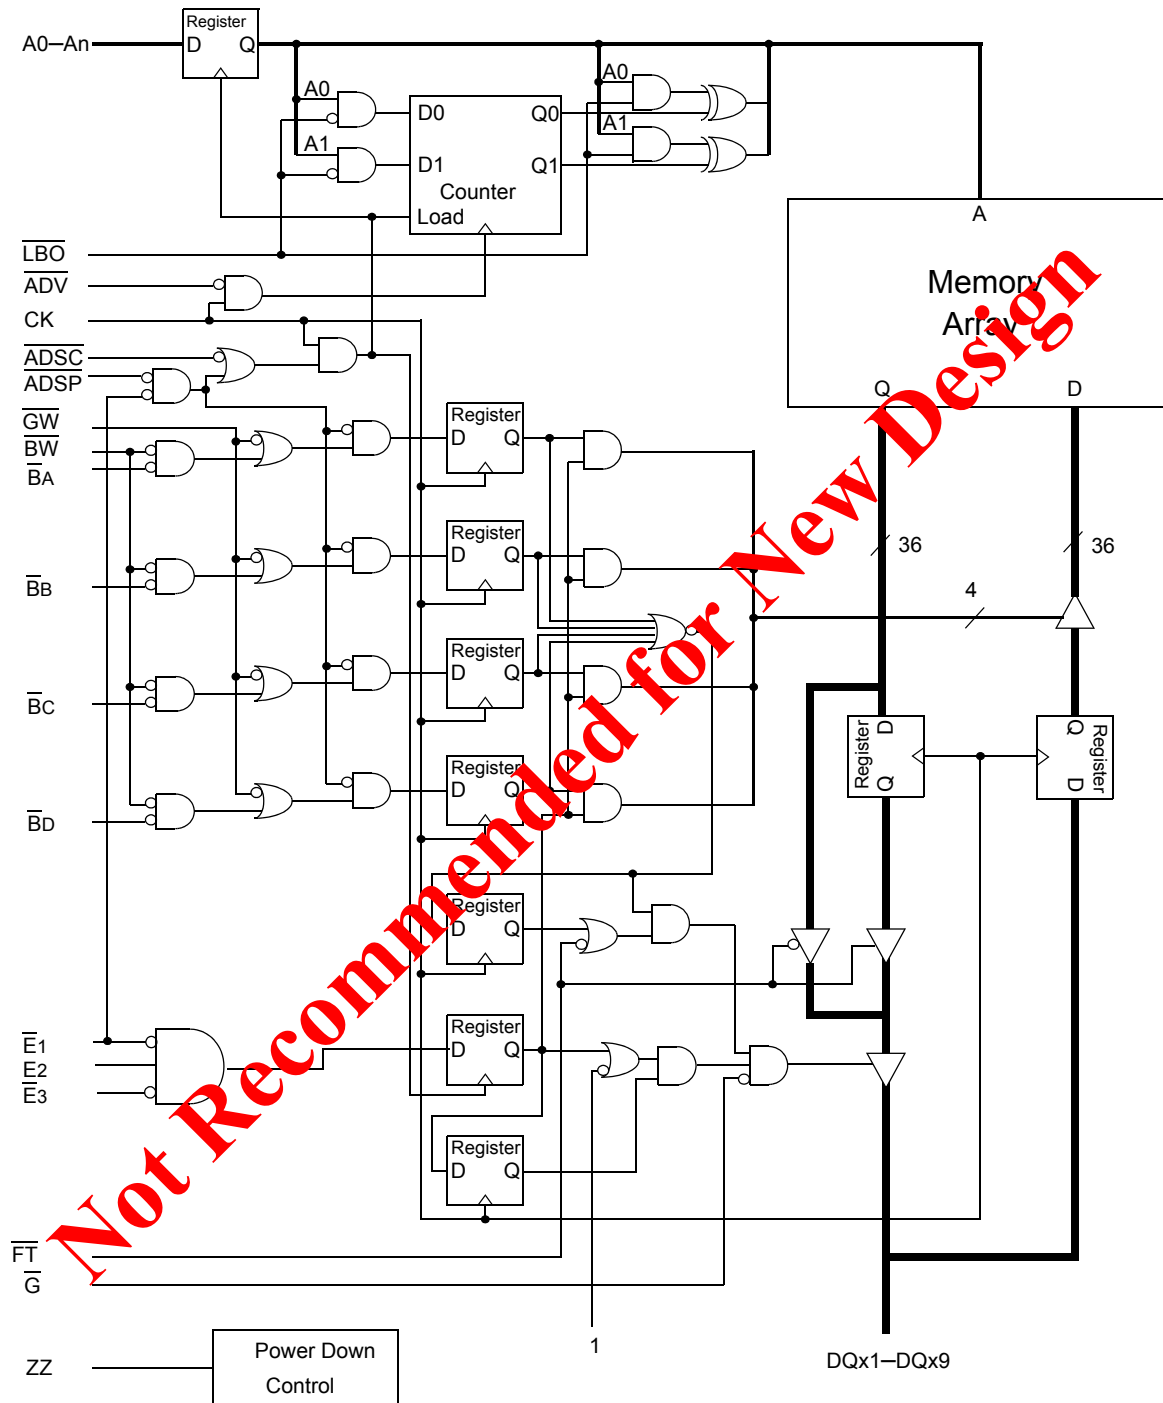 Register
A0–An
D Q
A0
A0
D0
Q0
A1
A1
D1
Q1
Counter
Load
A
LBO
ADV
Memory
Array
CK
ADSC
ADSP
Q
D
GW
BW
BA
Register
D Q
36
36
Register
D Q
BB
4
Register
D Q
BC
D
Register
Q
Q
Register
D
Register
D Q
BD
Register
D Q
E1
E2
E3
Register
D Q
Register
D Q
FT
G
1
DQx1–DQx9
ZZ
Power Down
Control
Not Recommended for New Design